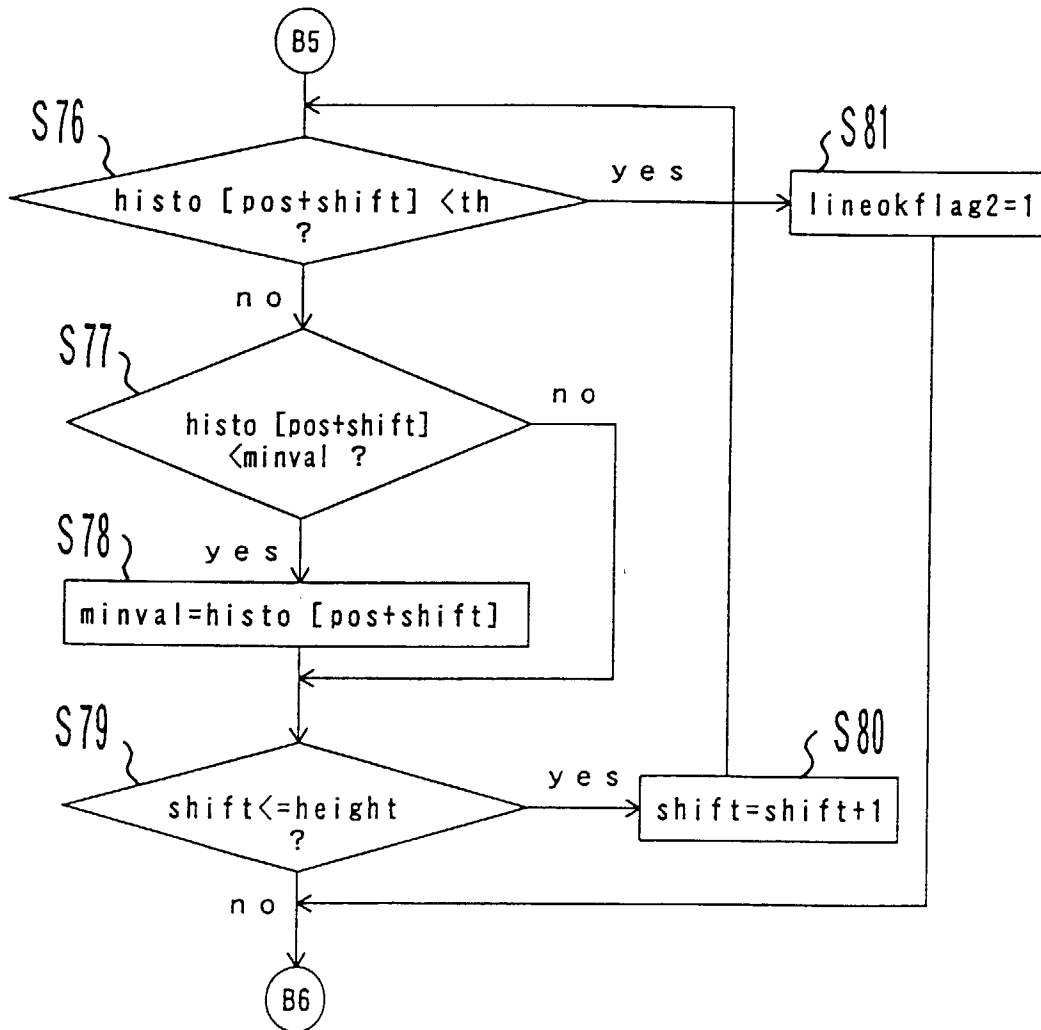 B5
S76
histo [pos+shift] <th
?
yes
S81
lineokflag2=1
no
S77
histo [pos+shift]
<minval ?
no
yes
S78
minval=histo [pos+shift]
S79
shift<=height
?
yes
S80
shift=shift+1
no
B6